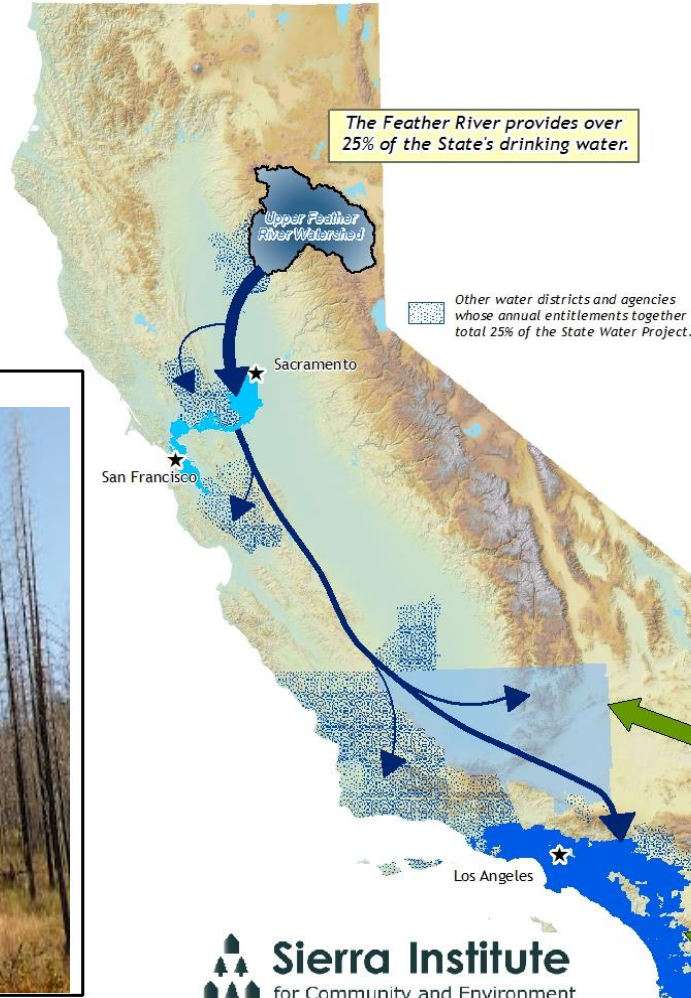 The Feather River provides over
25% of the State's drinking water.
Upper Feather
River Watershed
Other water districts and agencies
whose annual entitlements together
total 25% of the State Water Project.
Sacramento
San Francisco
Los Angeles
Sierra Institute
for Community and Environment